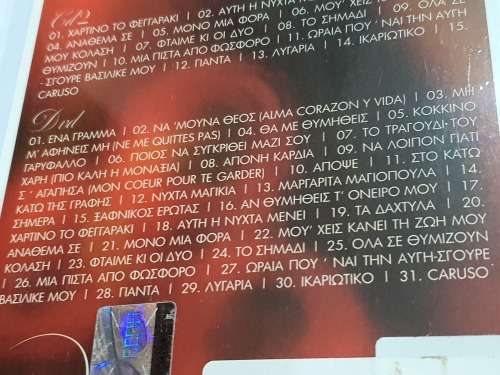 Cd2
01. ΧΑΡΤΙΝΟ ΤΟ ΦΕΓΓΑΡΑΚΙ | 02. ΑΥΤΗ Η ΝΥΧΤΑ
04. ΑΝΑΘΕΜΑ ΣΕ | 05. ΜΟΝΟ ΜΙΑ ΦΟΡΑ | 06. ΜΟΥ 'ΧΕΙΣ
ΜΟΥ ΚΟΛΑΣΗ | 07. ΦΤΑΙΜΕ ΚΙ ΟΙ ΔΥΟ | 08. ΤΟ ΣΗΜΑΔΙ | 09. ΟΛΑ ΣΕ
ΘΥΜΙΖΟΥΝ | 10. ΜΙΑ ΠΙΣΤΑ ΑΠΟ ΦΩΣΦΟΡΟ | 11. ΩΡΑΙΑ ΠΟΥ ' ΝΑΙ ΤΗΝ ΑΥΓΗ
-ΣΓΟΥΡΕ ΒΑΣΙΛΙΚΕ ΜΟΥ | 12. ΓΙΑΝΤΑ | 13. ΛΥΓΑΡΙΑ | 14. ΙΚΑΡΙΩΤΙΚΟ | 15.
CARUSO
Dvd
01. ΕΝΑ ΓΡΑΜΜΑ | 02. ΝΑ 'ΜΟΥΝΑ ΘΕΟΣ (ALMA CORAZON Y VIDA) | 03. ΜΗ
Μ' ΑΦΗΝΕΙΣ ΜΗ (NE ME QUITTES PAS) | 04. ΘΑ ΜΕ ΘΥΜΗΘΕΙΣ | 05. ΚΟΚΚΙΝΟ
ΓΑΡΥΦΑΛΛΟ | 06. ΠΟΙΟΣ ΝΑ ΣΥΓΚΡΙΘΕΙ ΜΑΖΙ ΣΟΥ | 07. ΤΟ ΤΡΑΓΟΥΔΙ ΤΟΥ
ΧΑΡΗ (ΠΙΟ ΚΑΛΗ Η ΜΟΝΑΞΙΑ) | 08. ΑΠΟΝΗ ΚΑΡΔΙΑ | 09. ΝΑ ΛΟΙΠΟΝ ΓΙΑΤΙ
Σ ' ΑΓΑΠΗΣΑ (MON COEUR POUR TE GARDER) | 10. ΑΠΟΨΕ | 11. ΣΤΟ ΚΑΤΩ
ΚΑΤΩ ΤΗΣ ΓΡΑΦΗΣ | 12. ΝΥΧΤΑ ΜΑΓΙΚΙΑ | 13. ΜΑΡΓΑΡΙΤΑ ΜΑΓΙΟΠΟΥΛΑ | 14.
ΣΗΜΕΡΑ | 15. ΞΑΦΝΙΚΟΣ ΕΡΩΤΑΣ | 16. ΑΝ ΘΥΜΗΘΕΙΣ Τ' ΟΝΕΙΡΟ ΜΟΥ | 17.
ΧΑΡΤΙΝΟ ΤΟ ΦΕΓΓΑΡΑΚΙ | 18. ΑΥΤΗ Η ΝΥΧΤΑ ΜΕΝΕΙ | 19. ΤΑ ΔΑΧΤΥΛΑ | 20.
ΑΝΑΘΕΜΑ ΣΕ | 21. ΜΟΝΟ ΜΙΑ ΦΟΡΑ | 22. ΜΟΥ 'ΧΕΙΣ ΚΑΝΕΙ ΤΗ ΖΩΗ ΜΟΥ
ΚΟΛΑΣΗ | 23. ΦΤΑΙΜΕ ΚΙ ΟΙ ΔΥΟ | 24. ΤΟ ΣΗΜΑΔΙ | 25. ΟΛΑ ΣΕ ΘΥΜΙΖΟΥΝ
| 26. ΜΙΑ ΠΙΣΤΑ ΑΠΟ ΦΩΣΦΟΡΟ | 27. ΩΡΑΙΑ ΠΟΥ ' ΝΑΙ ΤΗΝ ΑΥΓΗ-ΣΓΟΥΡΕ
ΒΑΣΙΛΙΚΕ ΜΟΥ | 28. ΓΙΑΝΤΑ | 29. ΛΥΓΑΡΙΑ | 30. ΙΚΑΡΙΩΤΙΚΟ | 31. CARUSO